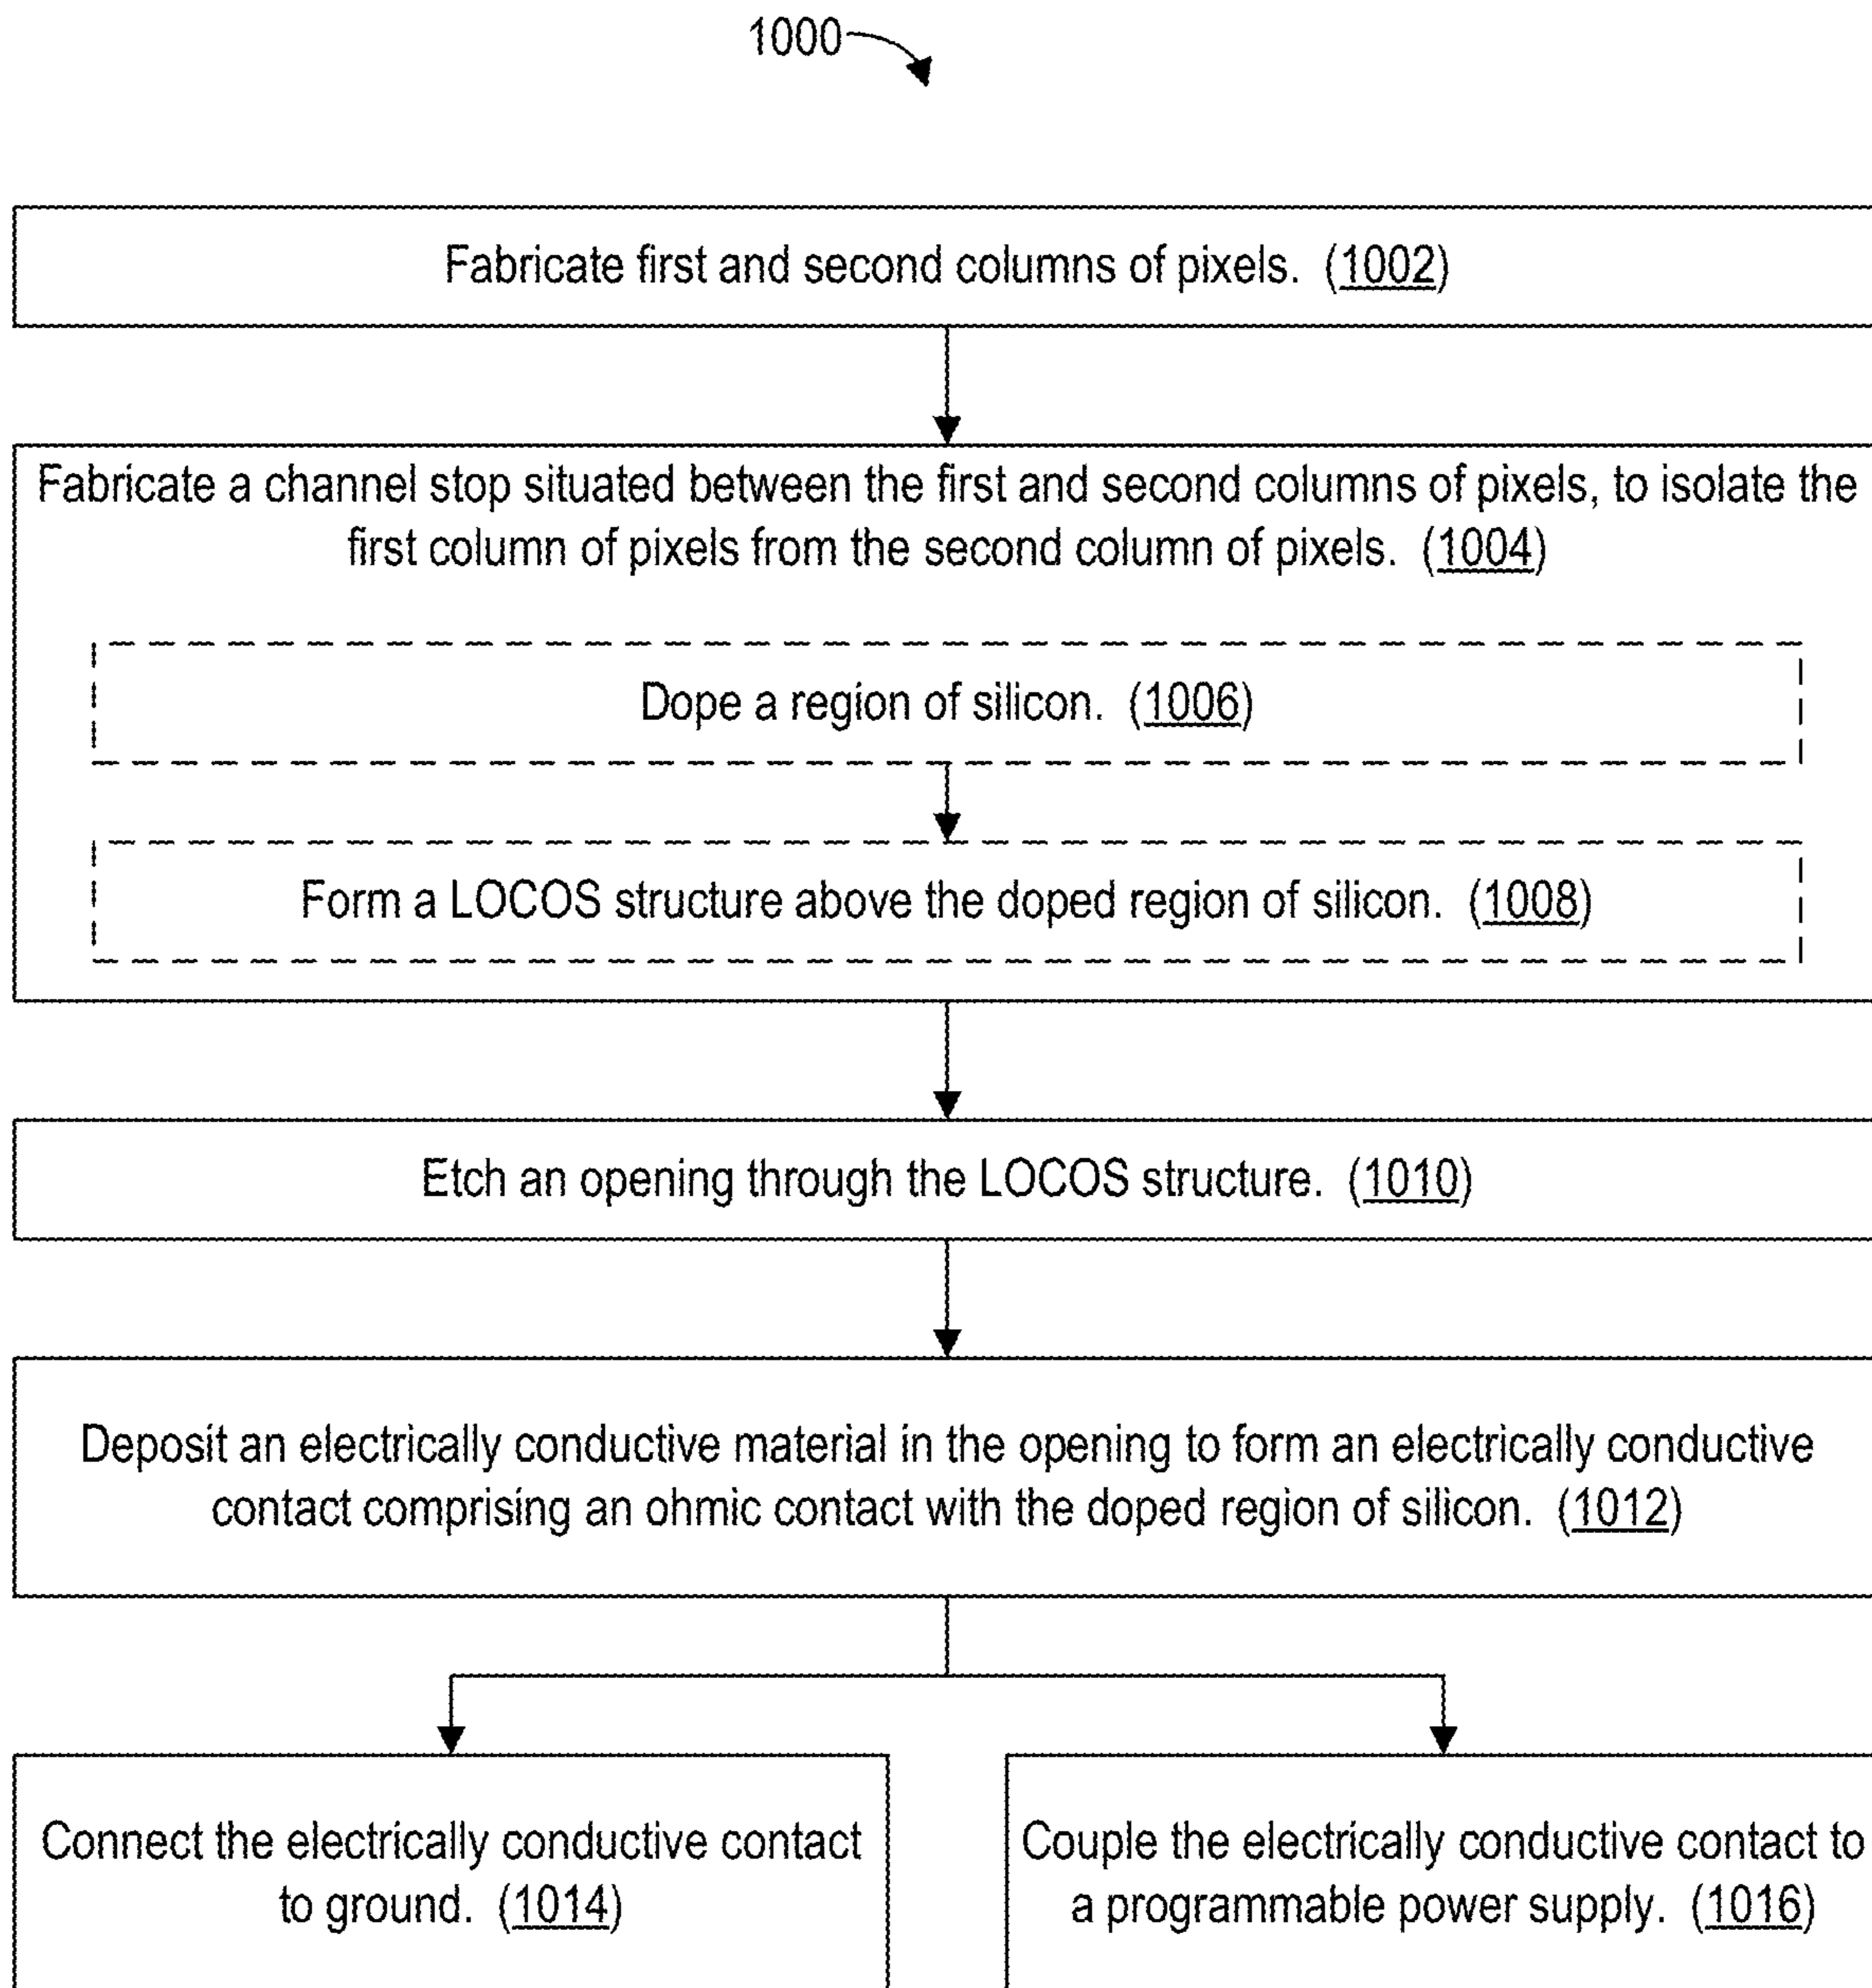 1000
Fabricate first and second columns of pixels. (1002)
Fabricate a channel stop situated between the first and second columns of pixels, to isolate the
first column of pixels from the second column of pixels. (1004)
Dope a region of silicon. (1006)
Form a LOCOS structure above the doped region of silicon. (1008)
Etch an opening through the LOCOS structure. (1010)
Deposit an electrically conductive material in the opening to form an electrically conductive
contact comprising an ohmic contact with the doped region of silicon. (1012)
Connect the electrically conductive contact
to ground. (1014)
Couple the electrically conductive contact to
a programmable power supply. (1016)